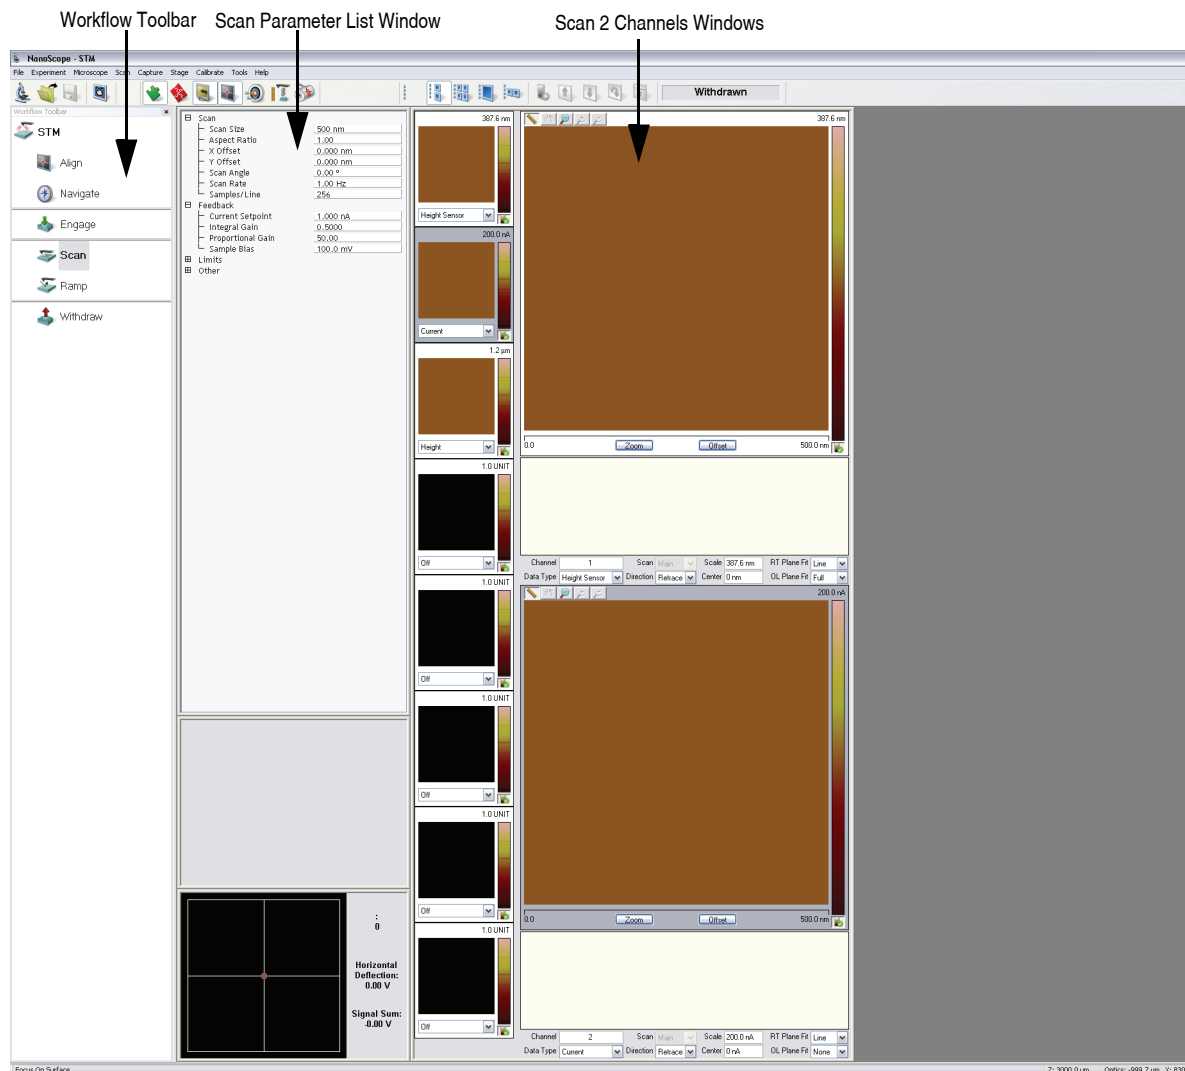 Workflow Toolbar
Scan Parameter List Window
Scan 2 Channels Windows
NanoScope - STM
File Experiment Microscope Scan Capture Stage Calibrate Tools Help
Withdrawn
Workflow Toolbar
STM
Align
Navigate
Engage
Scan
Ramp
Withdraw
Scan
Scan Size 500 nm
Aspect Ratio 1.00
X Offset 0.000 nm
Y Offset 0.000 nm
Scan Angle 0.00 º
Scan Rate 1.00 Hz
Samples/Line 256
Feedback
Current Setpoint 1.000 nA
Integral Gain 0.5000
Proportional Gain 50.00
Sample Bias 100.0 mV
Limits
Other
:
0
Horizontal
Deflection:
0.00 V
Signal Sum:
-0.00 V
387.6 nm
Height Sensor
200.0 nA
Current
1.2 µm
Height
1.0 UNIT
Off
1.0 UNIT
Off
1.0 UNIT
Off
1.0 UNIT
Off
1.0 UNIT
Off
387.6 nm
0.0 Zoom Offset 500.0 nm
Channel 1 Scan Main Scale 387.6 nm RT Plane Fit Line
Data Type Height Sensor Direction Retrace Center 0 nm OL Plane Fit Full
200.0 nA
0.0 Zoom Offset 500.0 nm
Channel 2 Scan Main Scale 200.0 nA RT Plane Fit Line
Data Type Current Direction Retrace Center 0 nA OL Plane Fit None
Focus On Surface
Z: 3000.0 um Optics: -999.7 um X: 830